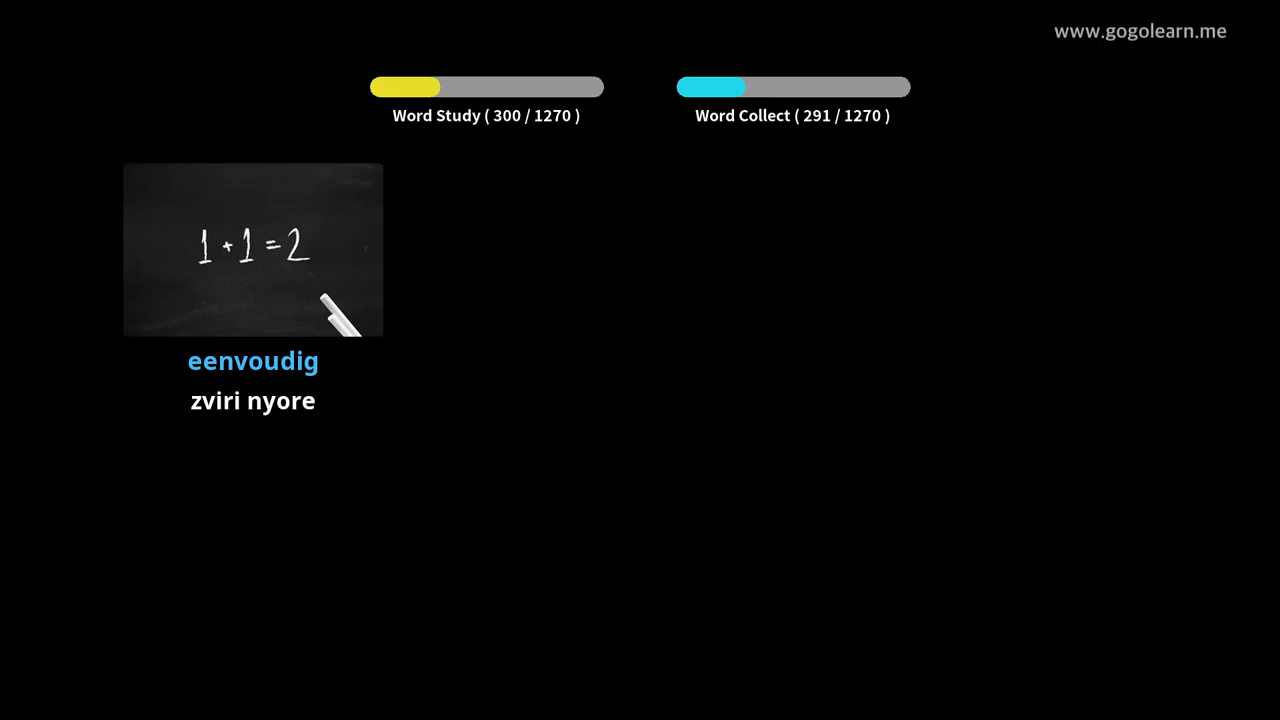 www.gogolearn.me
Word Study ( 300 / 1270 )
Word Collect ( 291 / 1270 )
1 + 1 = 2
eenvoudig
zviri nyore